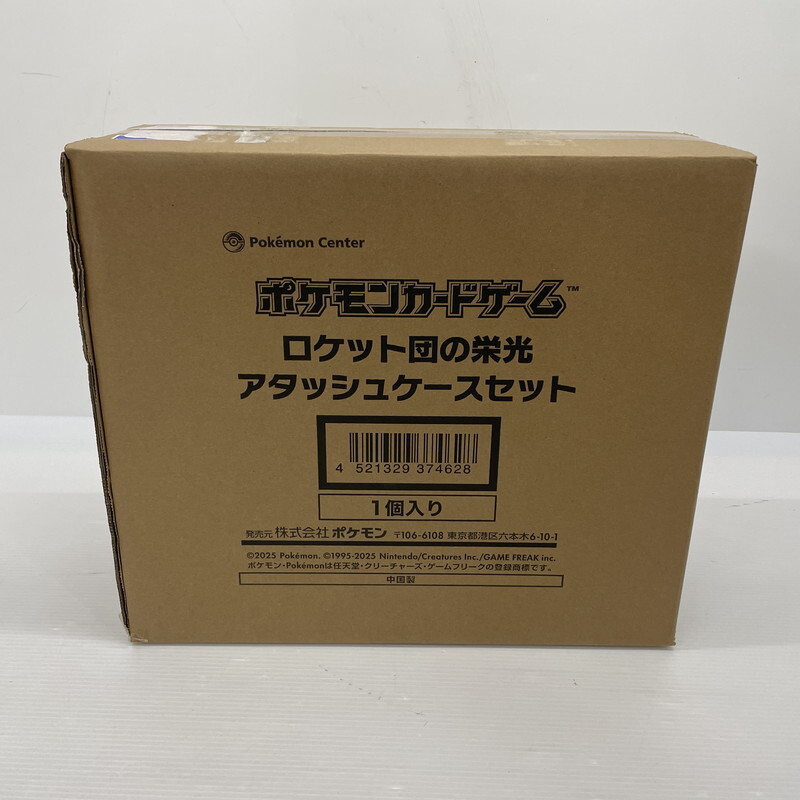 Pokémon Center
ポケモンカードゲーム™
ロケット団の栄光
アタッシュケースセット
4 521329 374628
1個入り
発売元 株式会社 ポケモン 〒106-6108 東京都港区六本木6-10-1
©2025 Pokémon. ©1995-2025 Nintendo/Creatures Inc./GAME FREAK inc.
ポケモン・Pokémonは任天堂・クリーチャーズ・ゲームフリークの登録商標です。
中国製